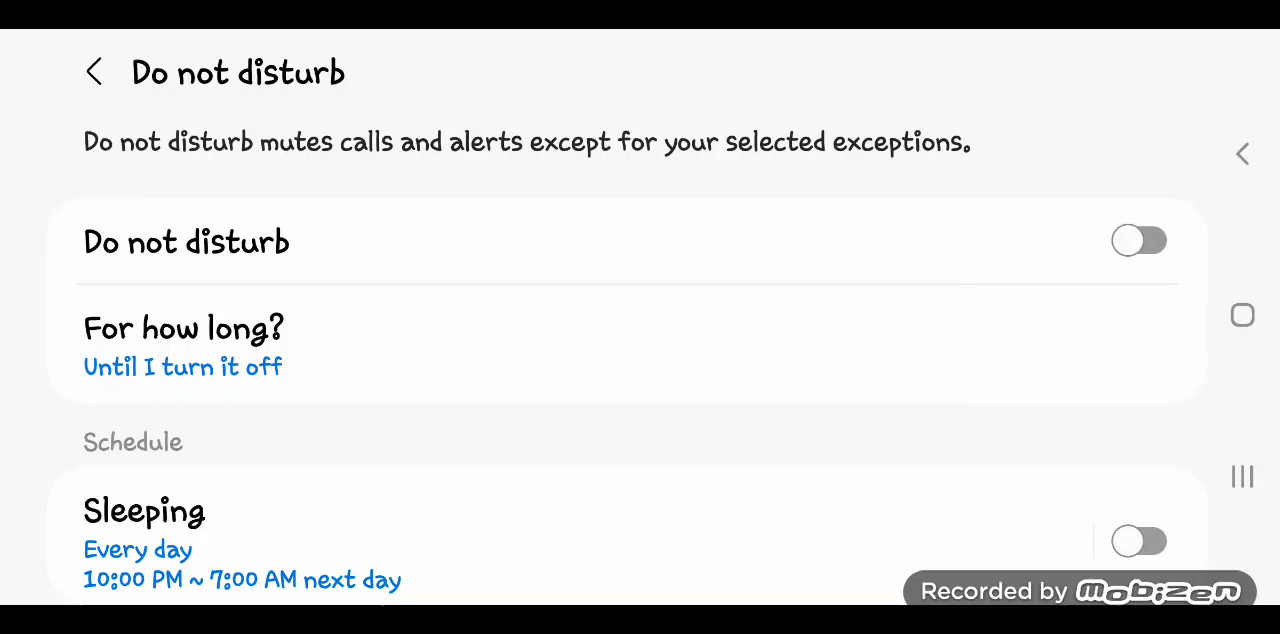 Do not disturb
Do not disturb mutes calls and alerts except for your selected exceptions.
Do not disturb
For how long?
Until I turn it off
Schedule
Sleeping
Every day
10:00 PM ~ 7:00 AM next day
Recorded by mobizen